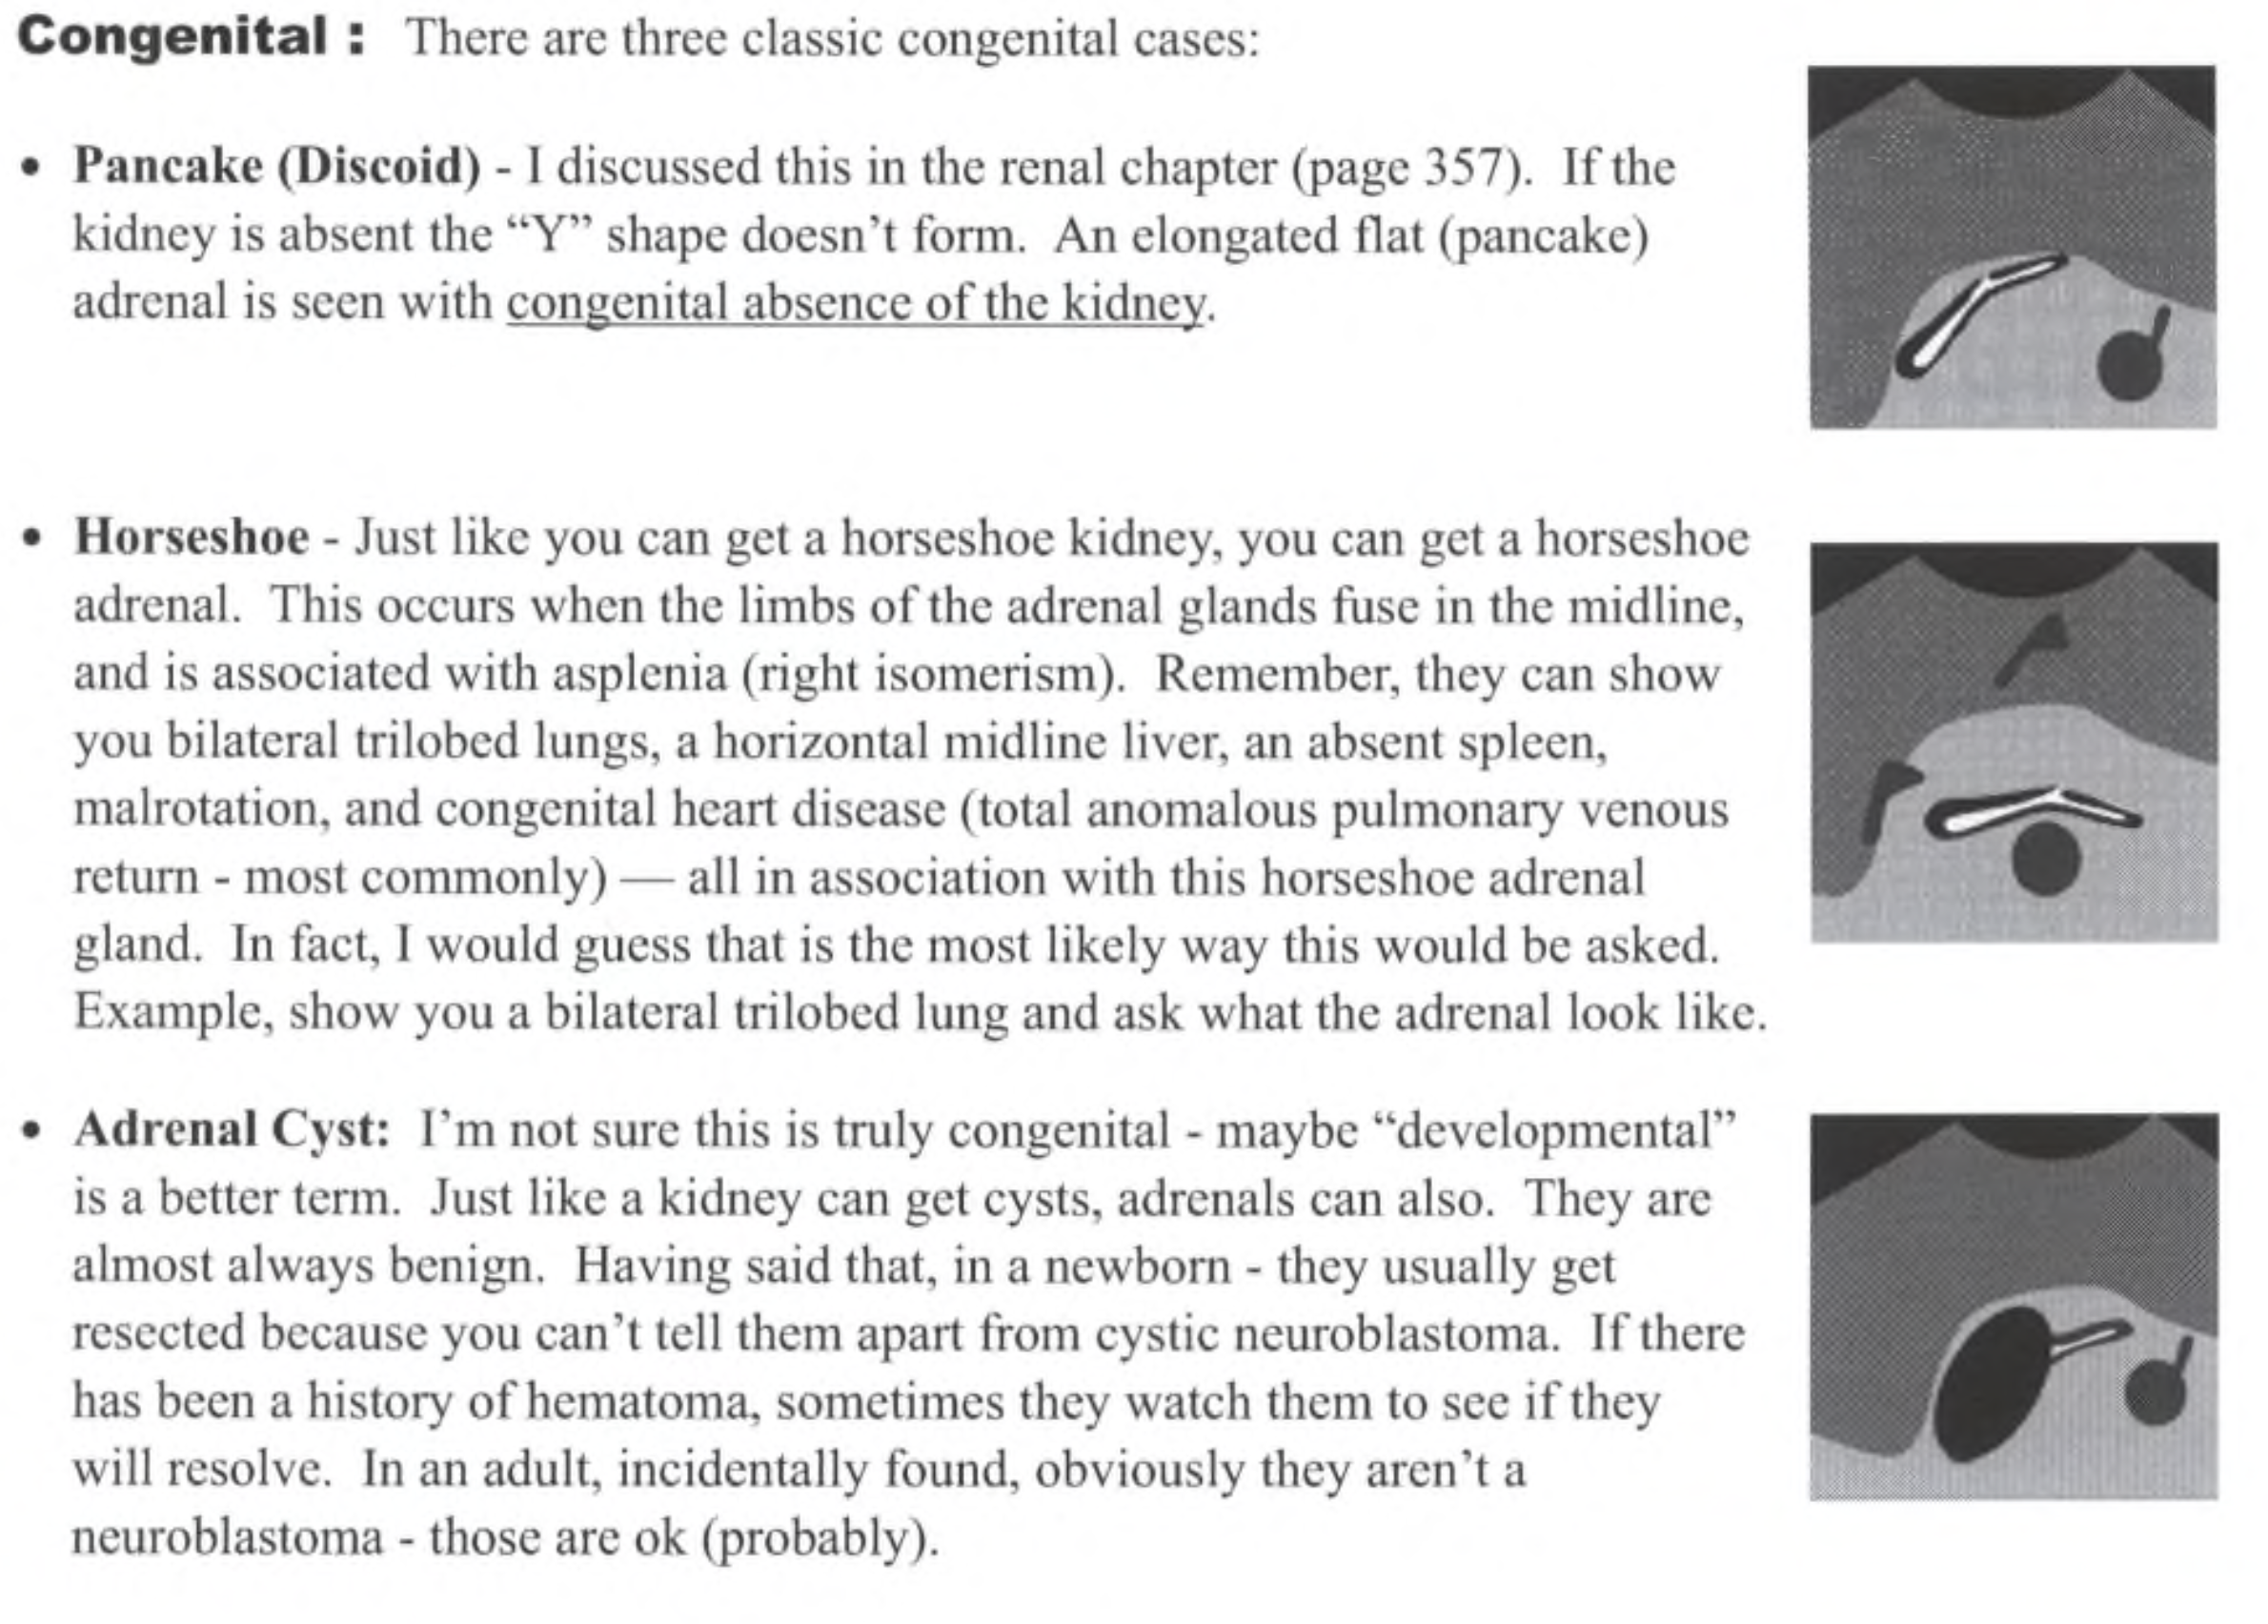 Congenital : There are three classic congenital cases:
• Pancake (Discoid) - I discussed this in the renal chapter (page 357). If the
kidney is absent the “Y” shape doesn’t form. An elongated flat (pancake)
adrenal is seen with congenital absence of the kidney.
• Horseshoe - Just like you can get a horseshoe kidney, you can get a horseshoe
adrenal. This occurs when the limbs of the adrenal glands fuse in the midline,
and is associated with asplenia (right isomerism). Remember, they can show
you bilateral trilobed lungs, a horizontal midline liver, an absent spleen,
malrotation, and congenital heart disease (total anomalous pulmonary venous
return - most commonly) — all in association with this horseshoe adrenal
gland. In fact, I would guess that is the most likely way this would be asked.
Example, show you a bilateral trilobed lung and ask what the adrenal look like.
• Adrenal Cyst: I’m not sure this is truly congenital - maybe “developmental”
is a better term. Just like a kidney can get cysts, adrenals can also. They are
almost always benign. Having said that, in a newborn - they usually get
resected because you can’t tell them apart from cystic neuroblastoma. If there
has been a history of hematoma, sometimes they watch them to see if they
will resolve. In an adult, incidentally found, obviously they aren’t a
neuroblastoma - those are ok (probably).